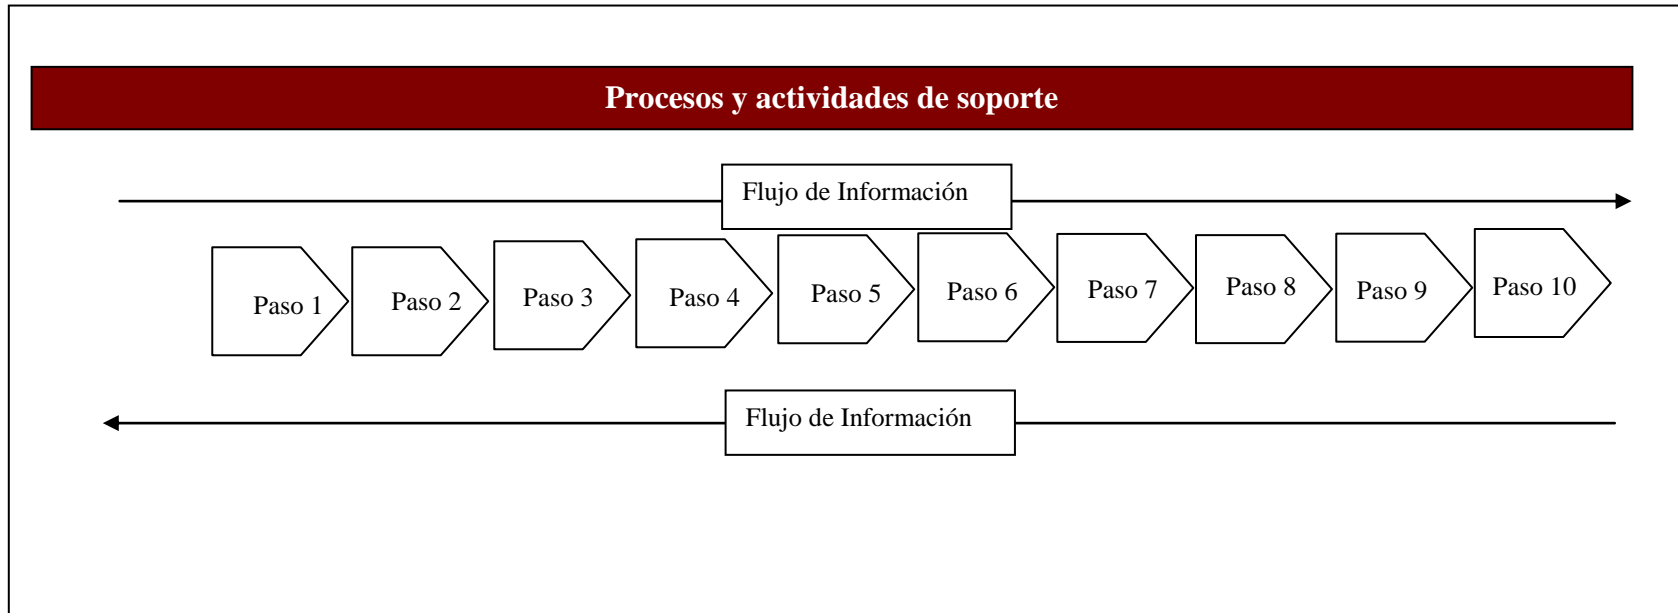 Procesos y actividades de soporte
Flujo de Información
Paso 1
Paso 2
Paso 3
Paso 4
Paso 5
Paso 6
Paso 7
Paso 8
Paso 9
Paso 10
Flujo de Información